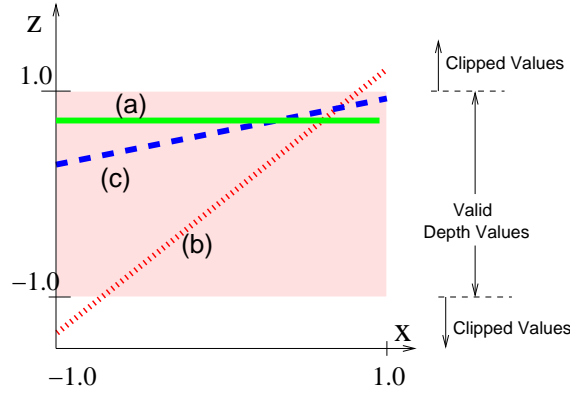 z
Clipped Values
1.0
(a)
(c)
Valid
Depth Values
(b)
−1.0
Clipped Values
x
−1.0
1.0